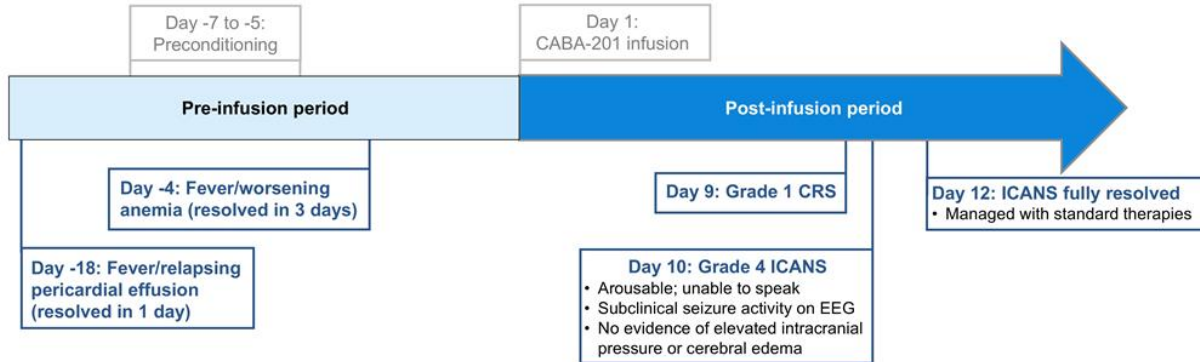 Day -7 to -5:
Preconditioning
Day 1:
CABA-201 infusion
Pre-infusion period
Post-infusion period
Day -4: Fever/worsening
anemia (resolved in 3 days)
Day -18: Fever/relapsing
pericardial effusion
(resolved in 1 day)
Day 9: Grade 1 CRS
Day 10: Grade 4 ICANS
• Arousable; unable to speak
• Subclinical seizure activity on EEG
• No evidence of elevated intracranial
pressure or cerebral edema
Day 12: ICANS fully resolved
• Managed with standard therapies